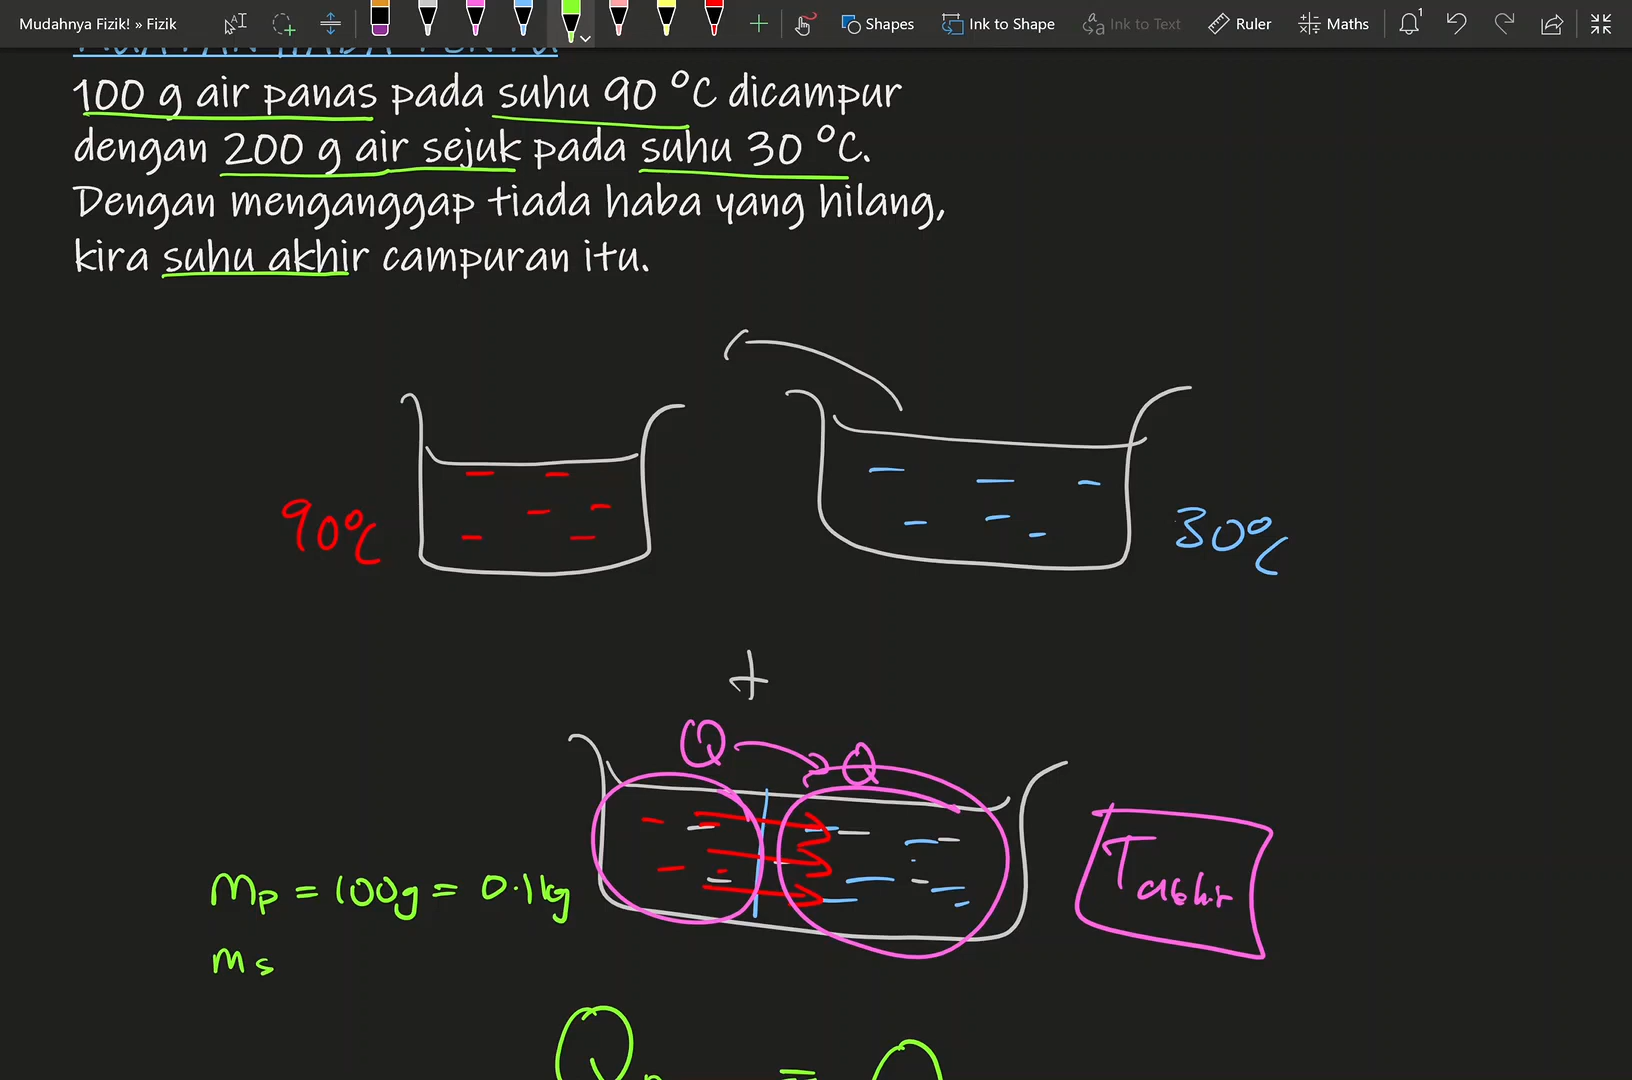 Mudahnya Fizik! » Fizik
Shapes
Ink to Shape
Ink to Text
Ruler
Maths
1
100 g air panas pada suhu 90 °C dicampur
dengan 200 g air sejuk pada suhu 30 °C.
Dengan menganggap tiada haba yang hilang,
kira suhu akhir campuran itu.
90°C
30°C
+
Q
Q
Takhir
mp = 100g = 0.1kg
ms
Q = Q